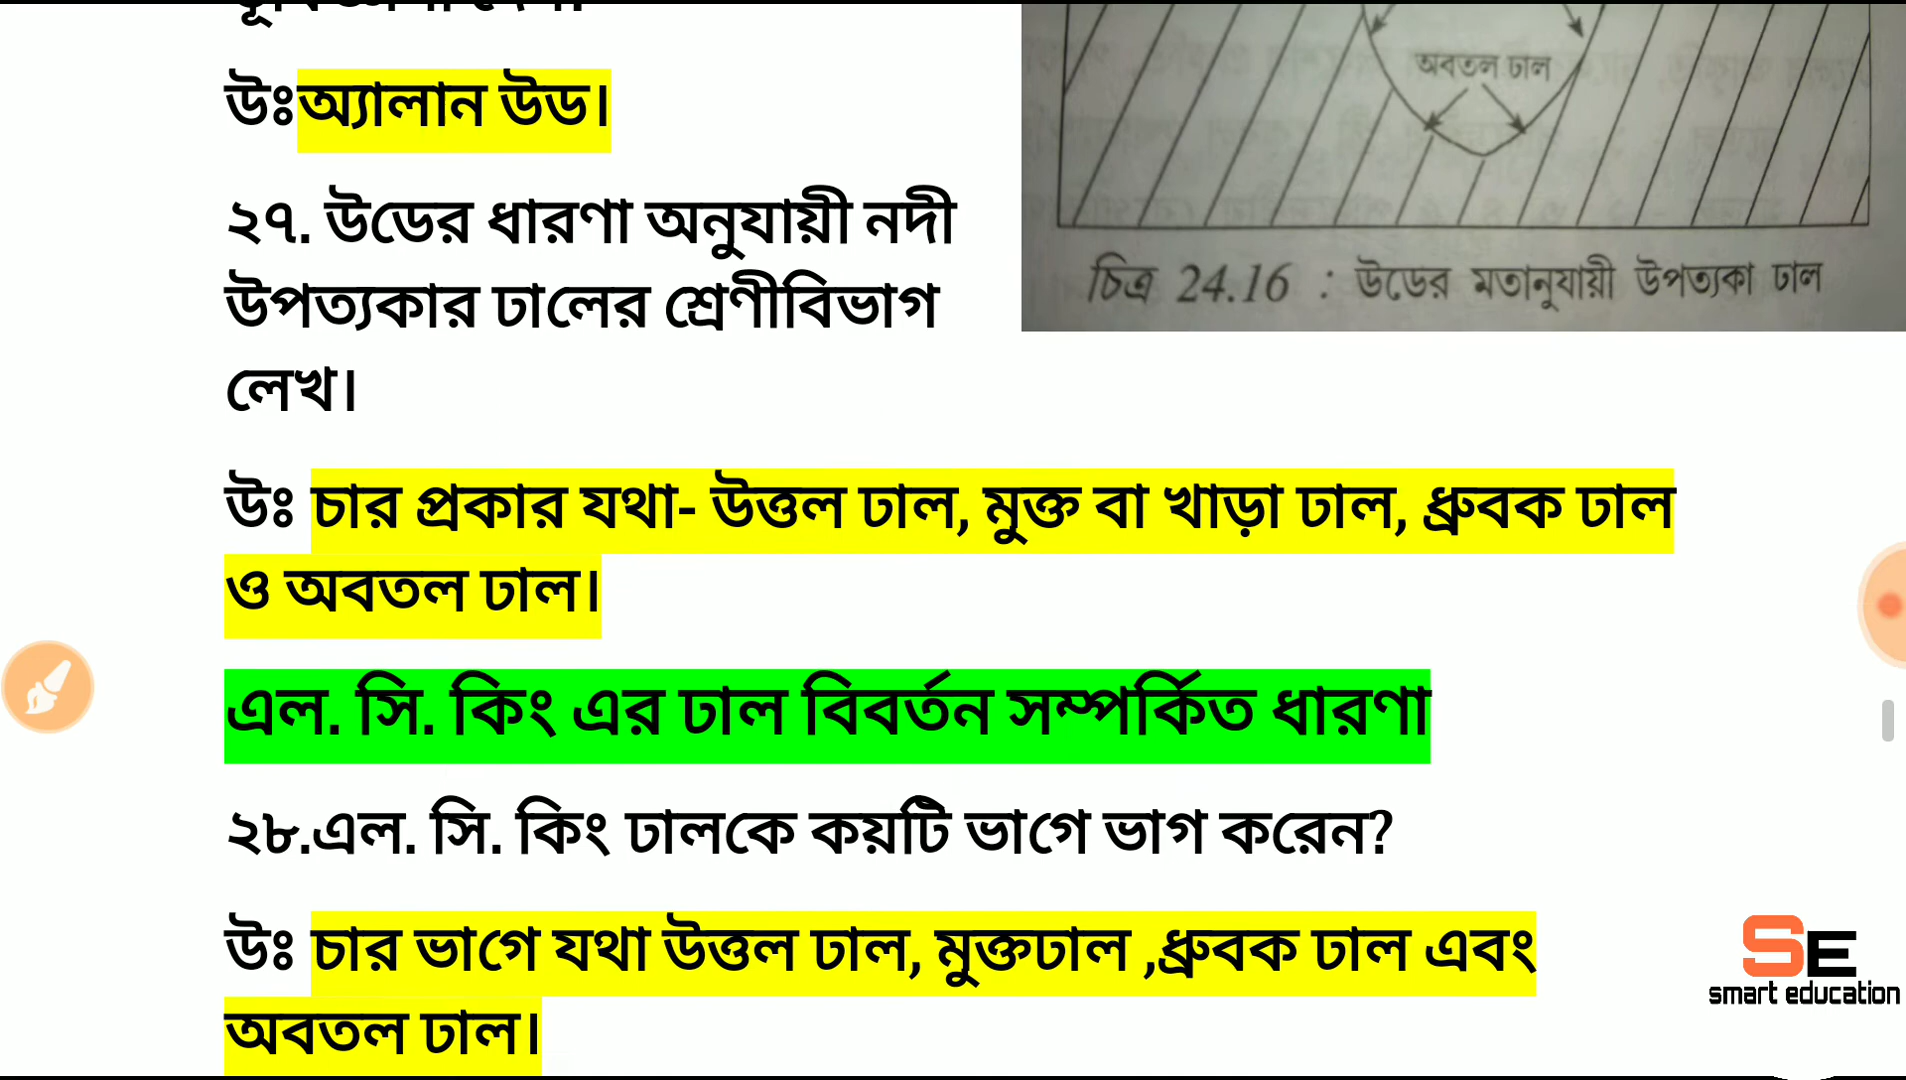 উঃঅ্যালান উড।
২৭. উডের ধারণা অনুযায়ী নদী
উপত্যকার ঢালের শ্রেণীবিভাগ
লেখ।
অবতল ঢাল
চিত্র 24.16 : উডের মতানুযায়ী উপত্যকা ঢাল
উঃ চার প্রকার যথা- উত্তল ঢাল, মুক্ত বা খাড়া ঢাল, ধ্রুবক ঢাল
ও অবতল ঢাল।
এল. সি. কিং এর ঢাল বিবর্তন সম্পর্কিত ধারণা
২৮.এল. সি. কিং ঢালকে কয়টি ভাগে ভাগ করেন?
উঃ চার ভাগে যথা উত্তল ঢাল, মুক্তঢাল ,ধ্রুবক ঢাল এবং
অবতল ঢাল।
SE
smart education